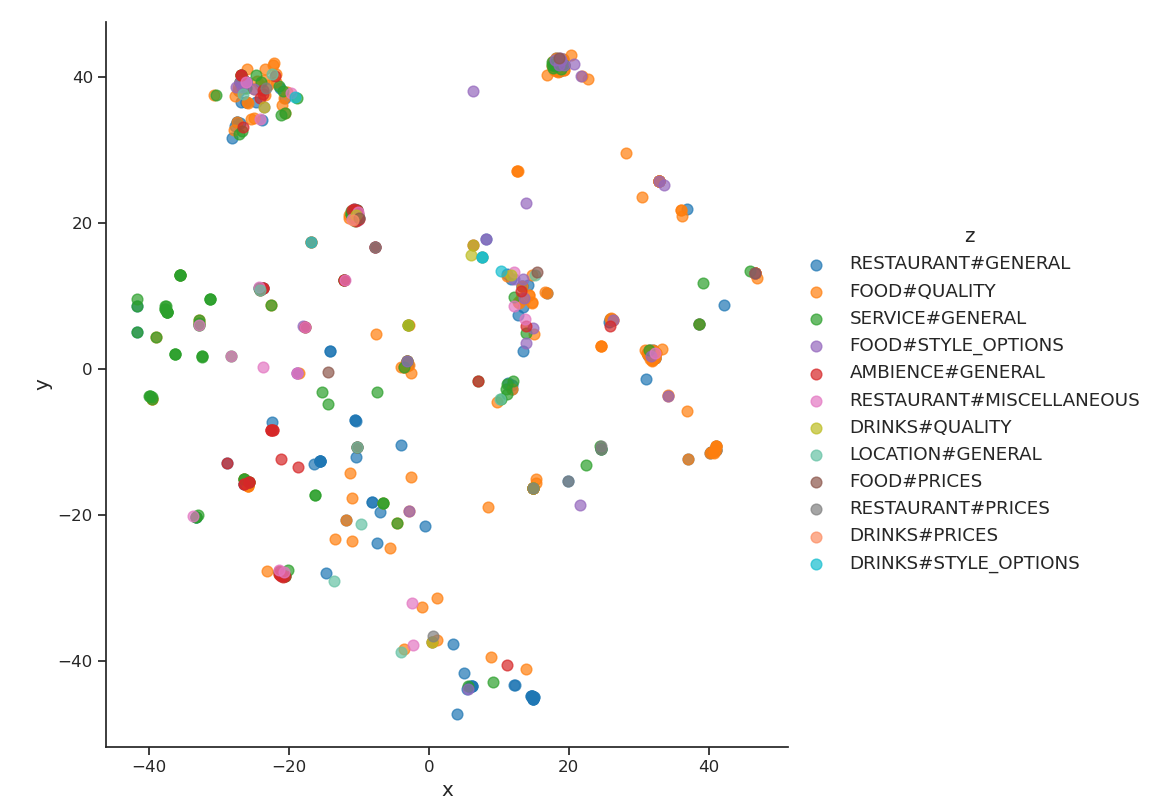 40
20
0
−20
−40
y
−40
−20
0
20
40
x
z
RESTAURANT#GENERAL
FOOD#QUALITY
SERVICE#GENERAL
FOOD#STYLE_OPTIONS
AMBIENCE#GENERAL
RESTAURANT#MISCELLANEOUS
DRINKS#QUALITY
LOCATION#GENERAL
FOOD#PRICES
RESTAURANT#PRICES
DRINKS#PRICES
DRINKS#STYLE_OPTIONS